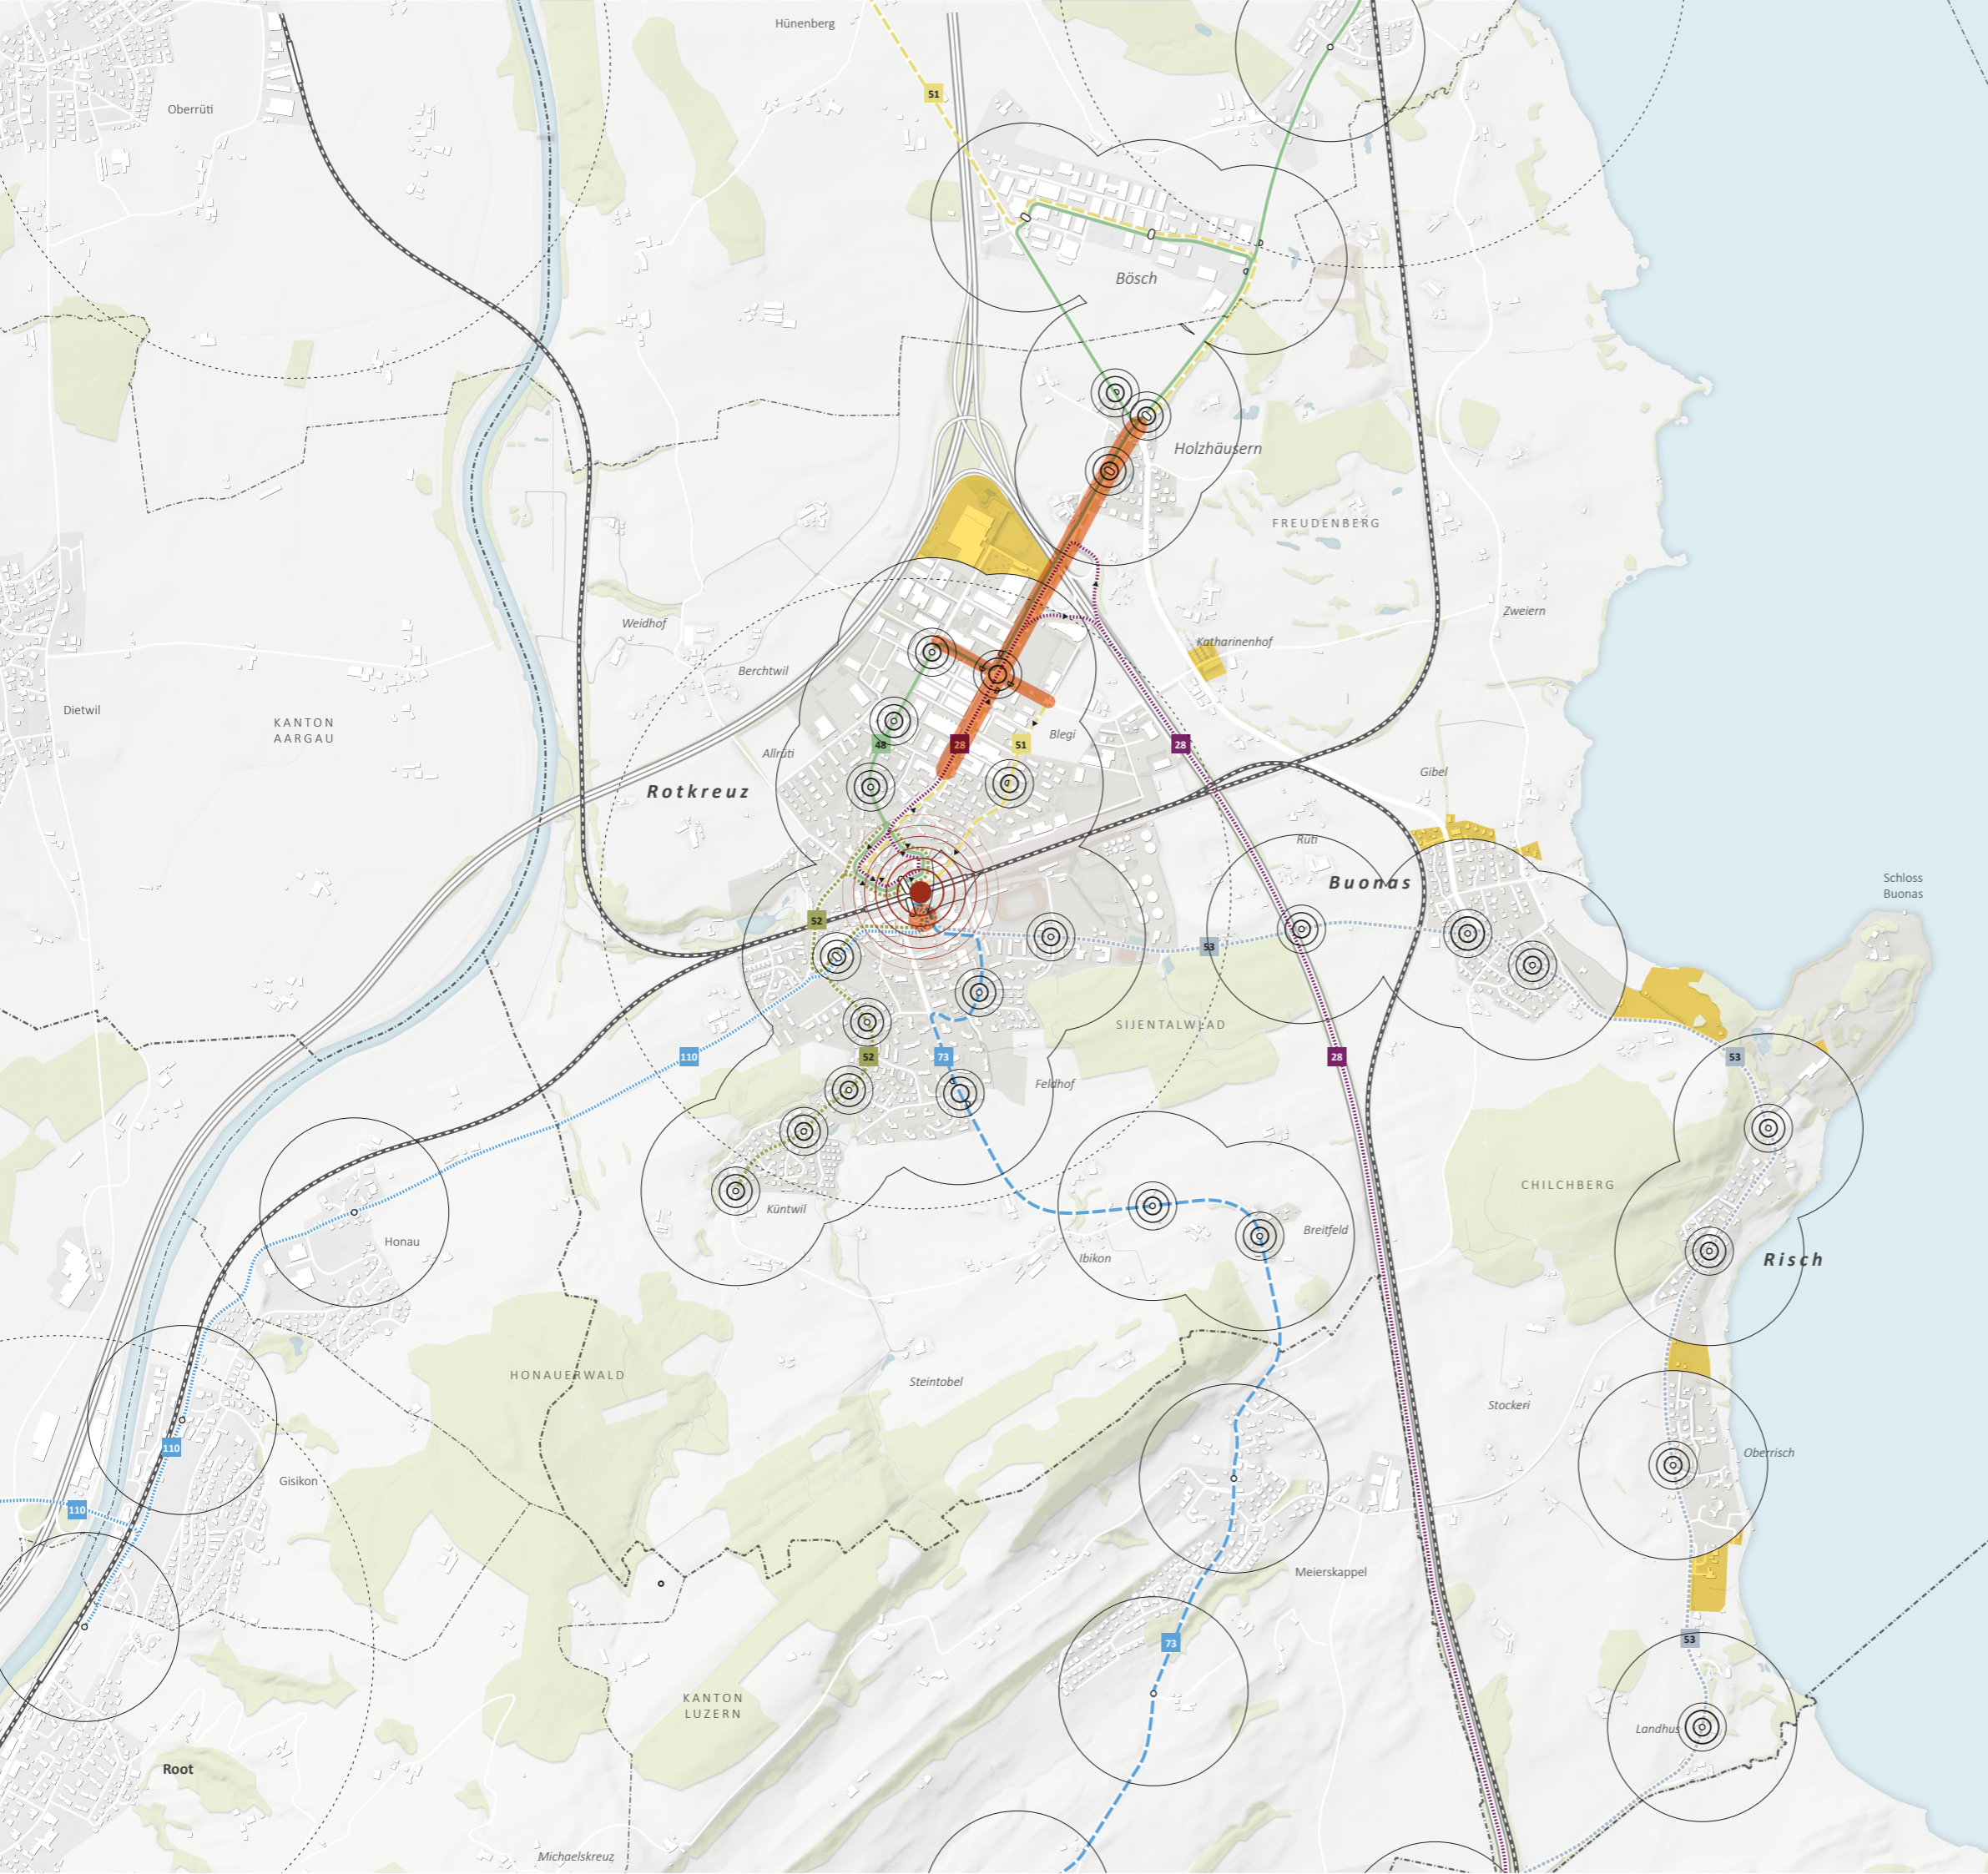 Hünenberg
51
Oberrüti
Bösch
Holzhäusern
FREUDENBERG
Zweiern
Weidhof
Katharinenhof
Berchtwil
Dietwil
KANTON
AARGAU
Blegi
48
28
51
28
Allrüti
Gibel
Rotkreuz
Rüti
Buonas
Schloss
Buonas
52
53
SIJENTALWLAD
110
52
73
28
53
Feldhof
CHILCHBERG
Küntwil
Breitfeld
Honau
Ibikon
Risch
HONAUERWALD
Steintobel
Stockeri
110
Oberrisch
Gisikon
110
Meierskappel
73
53
KANTON
LUZERN
Landhus
Root
Michaelskreuz